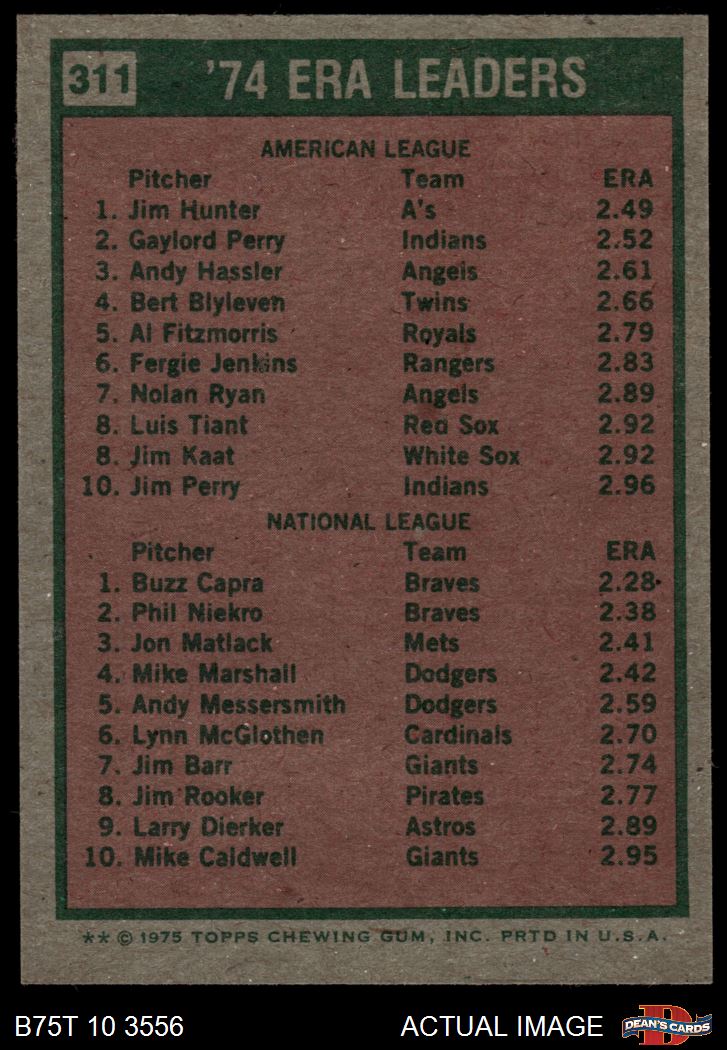 311 '74 ERA LEADERS
AMERICAN LEAGUE
Pitcher Team ERA
1. Jim Hunter A's 2.49
2. Gaylord Perry Indians 2.52
3. Andy Hassler Angels 2.61
4. Bert Blyleven Twins 2.66
5. Al Fitzmorris Royals 2.79
6. Fergie Jenkins Rangers 2.83
7. Nolan Ryan Angels 2.89
8. Luis Tiant Red Sox 2.92
8. Jim Kaat White Sox 2.92
10. Jim Perry Indians 2.96
NATIONAL LEAGUE
Pitcher Team ERA
1. Buzz Capra Braves 2.28
2. Phil Niekro Braves 2.38
3. Jon Matlack Mets 2.41
4. Mike Marshall Dodgers 2.42
5. Andy Messersmith Dodgers 2.59
6. Lynn McGlothen Cardinals 2.70
7. Jim Barr Giants 2.74
8. Jim Rooker Pirates 2.77
9. Larry Dierker Astros 2.89
10. Mike Caldwell Giants 2.95
** © 1975 TOPPS CHEWING GUM, INC. PRTD IN U.S.A.
B75T 10 3556 ACTUAL IMAGE D DEAN'S CARDS